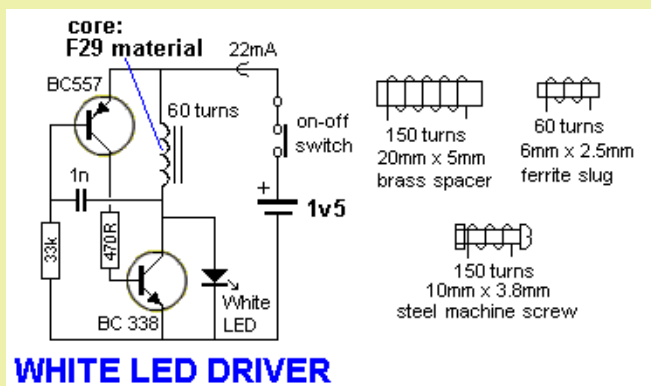 core:
F29 material
22mA
BC557
60 turns
on-off
switch
1n
+
1v5
33k
470R
White
LED
BC 338
150 turns
20mm x 5mm
brass spacer
60 turns
6mm x 2.5mm
ferrite slug
150 turns
10mm x 3.8mm
steel machine screw
WHITE LED DRIVER